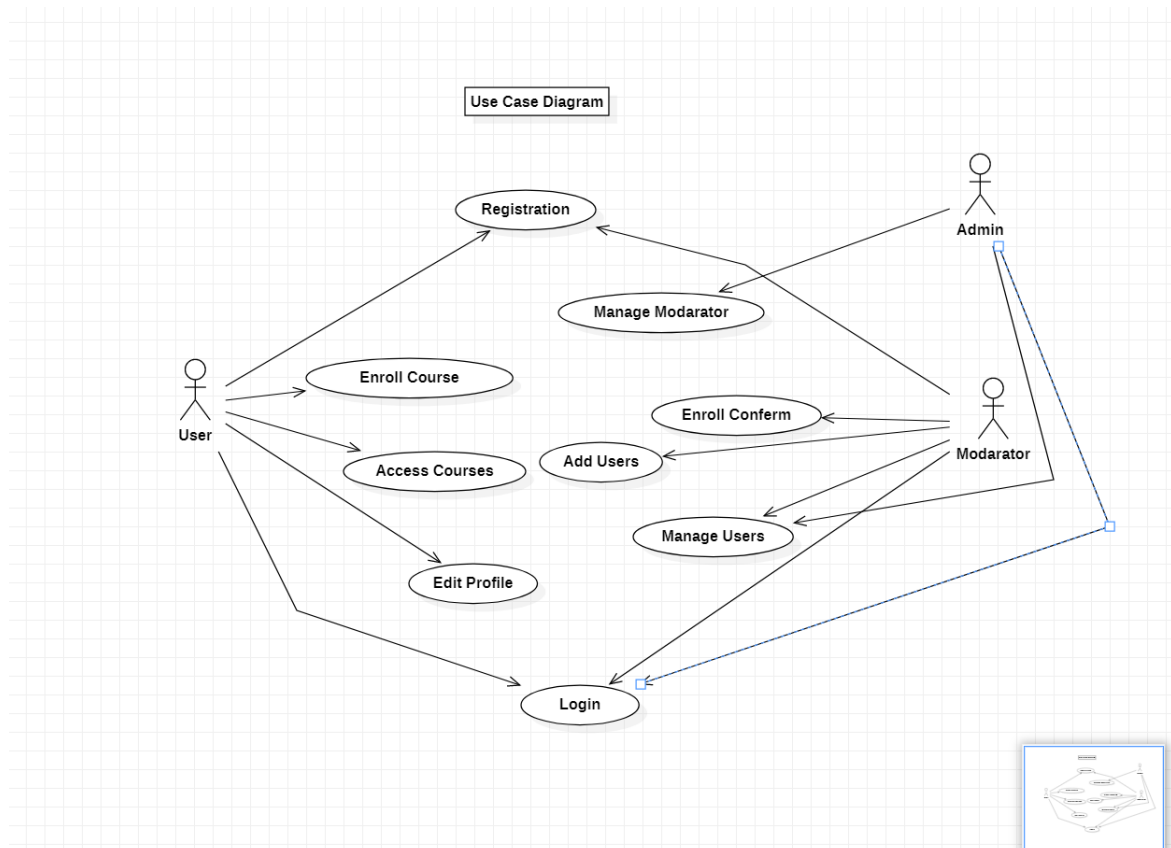 Use Case Diagram
Registration
Admin
Manage Modarator
Enroll Course
Enroll Conferm
User
Modarator
Add Users
Access Courses
Manage Users
Edit Profile
Login